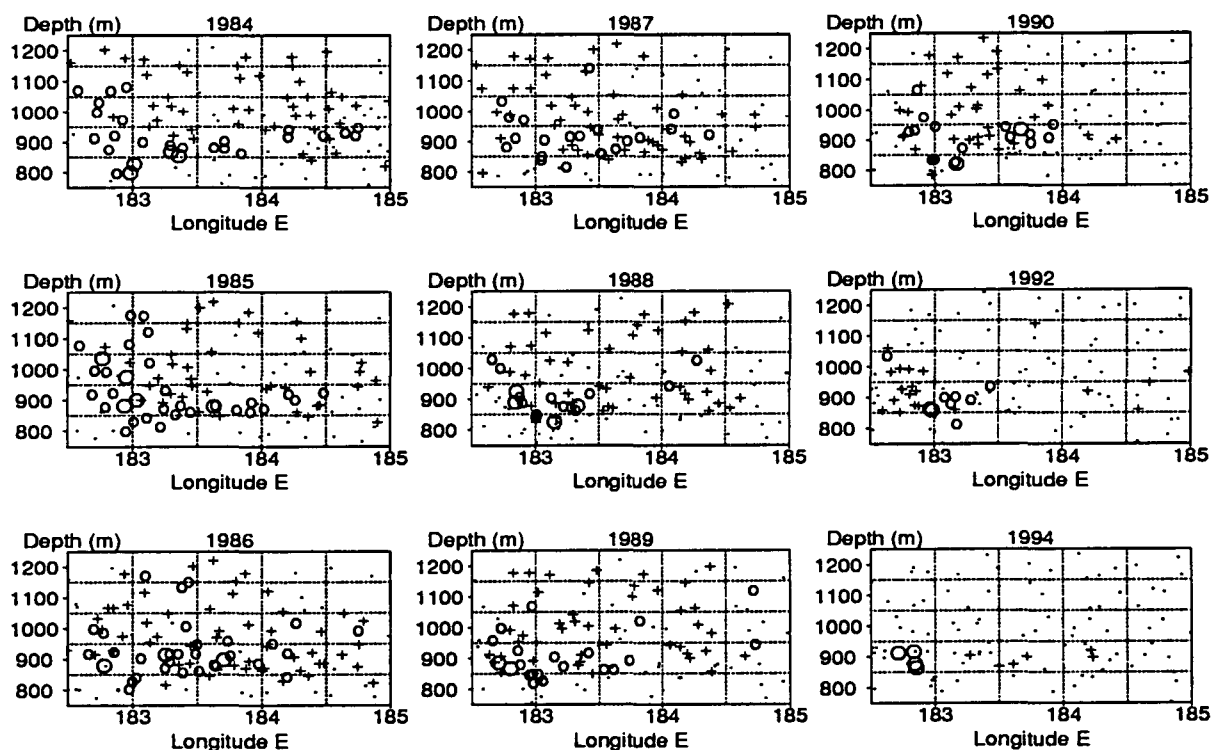 Depth (m) 1984
1200
1100
1000
900
800
183 184 185
Longitude E
Depth (m) 1987
1200
1100
1000
900
800
183 184 185
Longitude E
Depth (m) 1990
1200
1100
1000
900
800
183 184 185
Longitude E
Depth (m) 1985
1200
1100
1000
900
800
183 184 185
Longitude E
Depth (m) 1988
1200
1100
1000
900
800
183 184 185
Longitude E
Depth (m) 1992
1200
1100
1000
900
800
183 184 185
Longitude E
Depth (m) 1986
1200
1100
1000
900
800
183 184 185
Longitude E
Depth (m) 1989
1200
1100
1000
900
800
183 184 185
Longitude E
Depth (m) 1994
1200
1100
1000
900
800
183 184 185
Longitude E